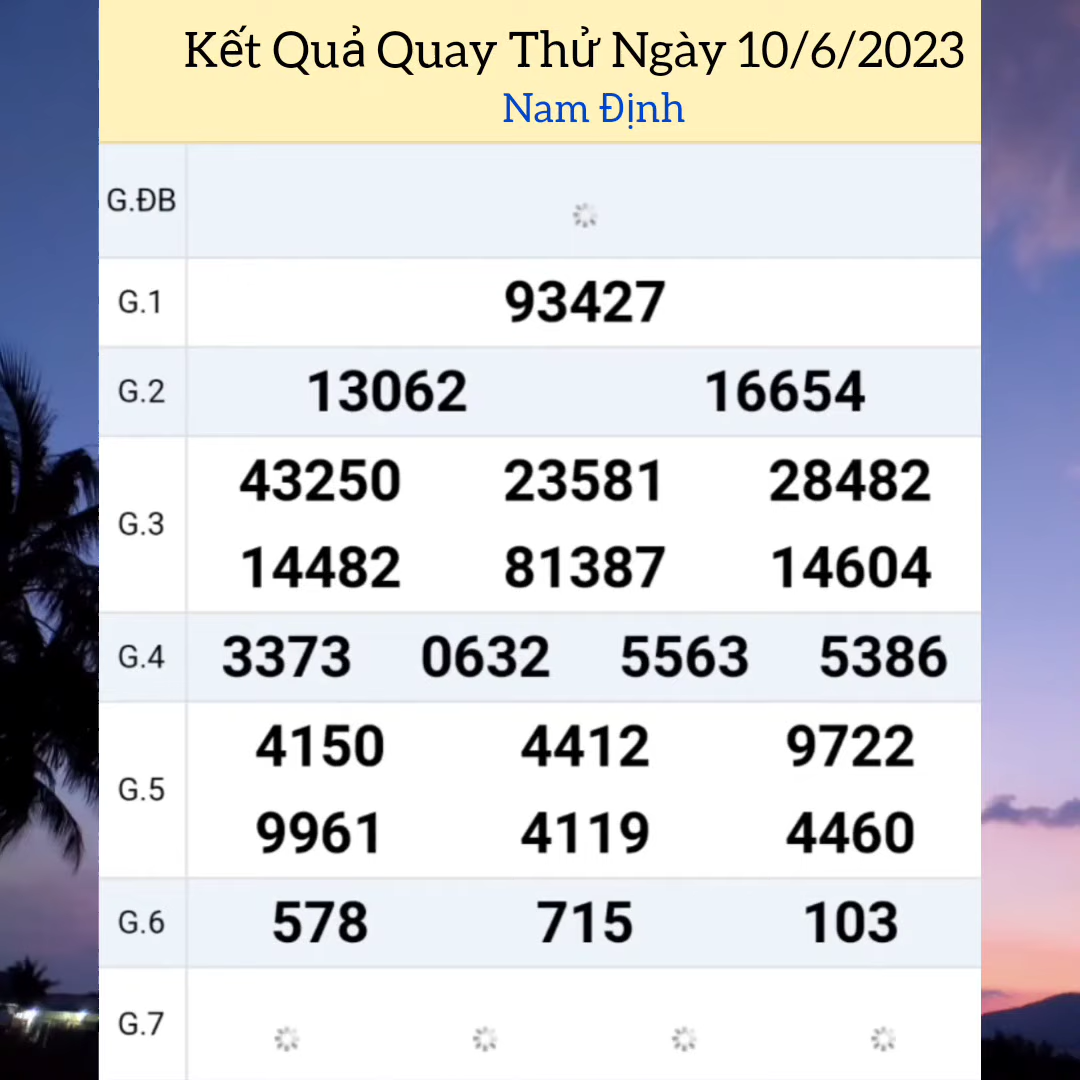 Kết Quả Quay Thử Ngày 10/6/2023
Nam Định
G.ĐB
G.1 93427
G.2 13062 16654
G.3
43250 23581 28482
14482 81387 14604
G.4 3373 0632 5563 5386
G.5
4150 4412 9722
9961 4119 4460
G.6 578 715 103
G.7